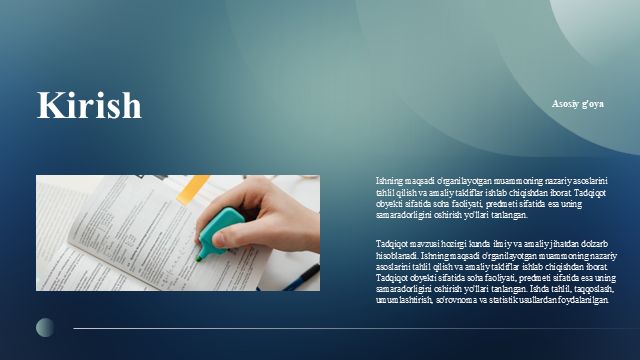 Kirish
Asosiy g'oya
Ishning maqsadi o'rganilayotgan muammoning nazariy asoslarini
tahlil qilish va amaliy takliflar ishlab chiqishdan iborat. Tadqiqot
obyekti sifatida soha faoliyati, predmeti sifatida esa uning
samaradorligini oshirish yo'llari tanlangan.
Tadqiqot mavzusi hozirgi kunda ilmiy va amaliy jihatdan dolzarb
hisoblanadi. Ishning maqsadi o'rganilayotgan muammoning nazariy
asoslarini tahlil qilish va amaliy takliflar ishlab chiqishdan iborat.
Tadqiqot obyekti sifatida soha faoliyati, predmeti sifatida esa uning
samaradorligini oshirish yo'llari tanlangan. Ishda tahlil, taqqoslash,
umumlashtirish, so'rovnoma va statistik usullardan foydalanilgan.